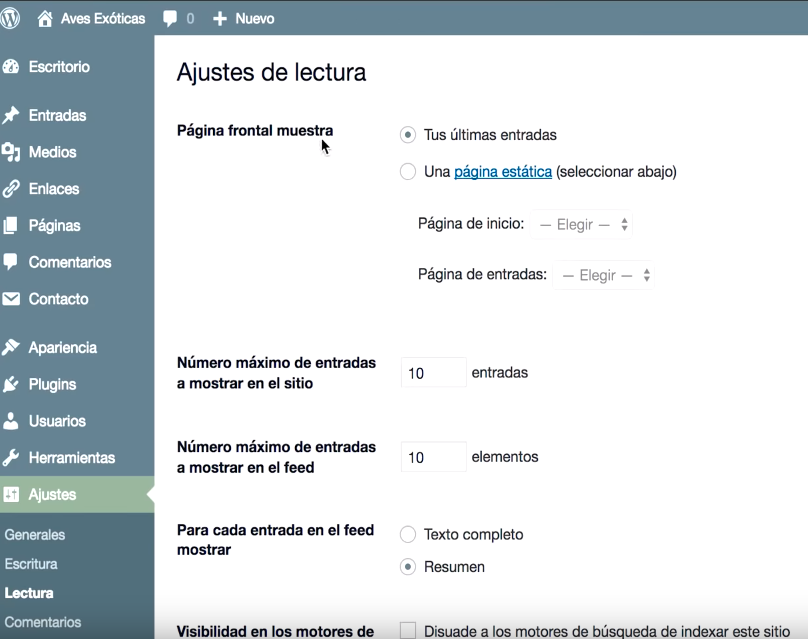 Aves Exóticas 0 Nuevo
Escritorio
Entradas
Medios
Enlaces
Páginas
Comentarios
Contacto
Apariencia
Plugins
Usuarios
Herramientas
Ajustes
Generales
Escritura
Lectura
Comentarios
Ajustes de lectura
Página frontal muestra
Tus últimas entradas
Una página estática (seleccionar abajo)
Página de inicio: — Elegir —
Página de entradas: — Elegir —
Número máximo de entradas
a mostrar en el sitio
10 entradas
Número máximo de entradas
a mostrar en el feed
10 elementos
Para cada entrada en el feed
mostrar
Texto completo
Resumen
Visibilidad en los motores de
Disuade a los motores de búsqueda de indexar este sitio